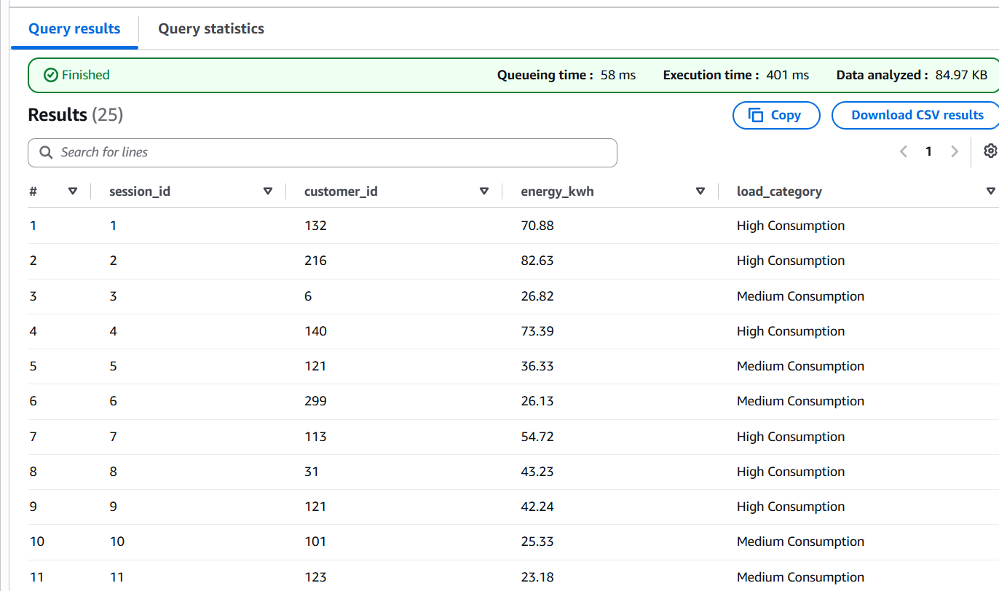 Query results Query statistics
Finished Queueing time : 58 ms Execution time : 401 ms Data analyzed : 84.97 KB
Results (25) Copy Download CSV results
Search for lines 1
# session_id customer_id energy_kwh load_category
1 1 132 70.88 High Consumption
2 2 216 82.63 High Consumption
3 3 6 26.82 Medium Consumption
4 4 140 73.39 High Consumption
5 5 121 36.33 Medium Consumption
6 6 299 26.13 Medium Consumption
7 7 113 54.72 High Consumption
8 8 31 43.23 High Consumption
9 9 121 42.24 High Consumption
10 10 101 25.33 Medium Consumption
11 11 123 23.18 Medium Consumption